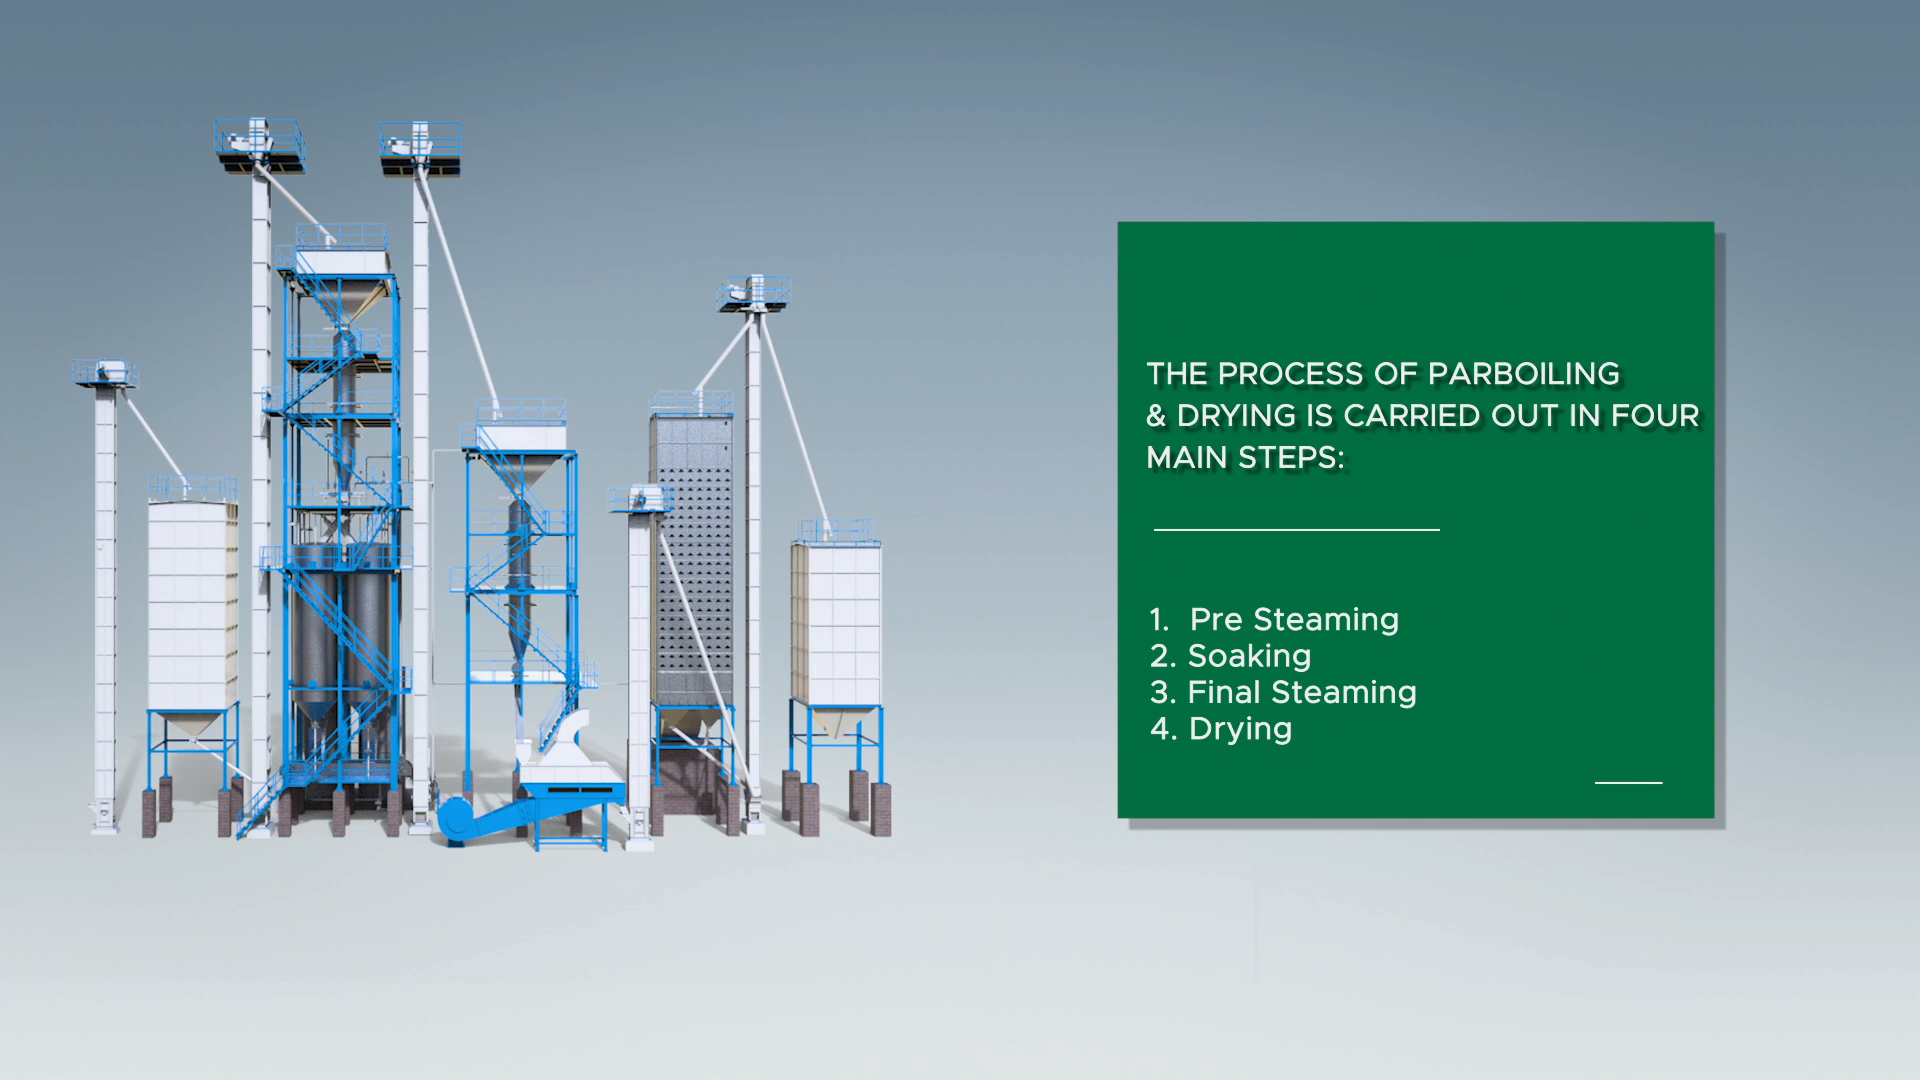 THE PROCESS OF PARBOILING
& DRYING IS CARRIED OUT IN FOUR
MAIN STEPS:
1. Pre Steaming
2. Soaking
3. Final Steaming
4. Drying